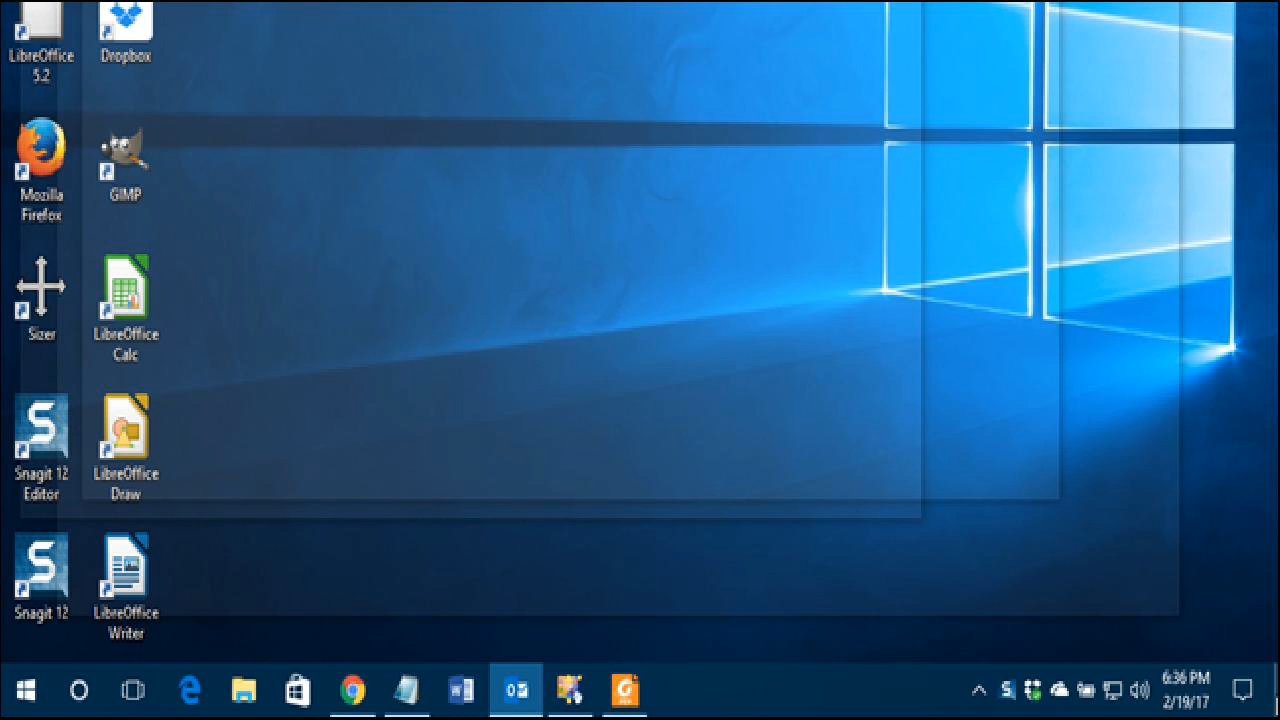 LibreOffice
5.2
Dropbox
Mozilla
Firefox
GIMP
Sizer
LibreOffice
Calc
Snagit 12
Editor
LibreOffice
Draw
Snagit 12
LibreOffice
Writer
6:36 PM
2/19/17